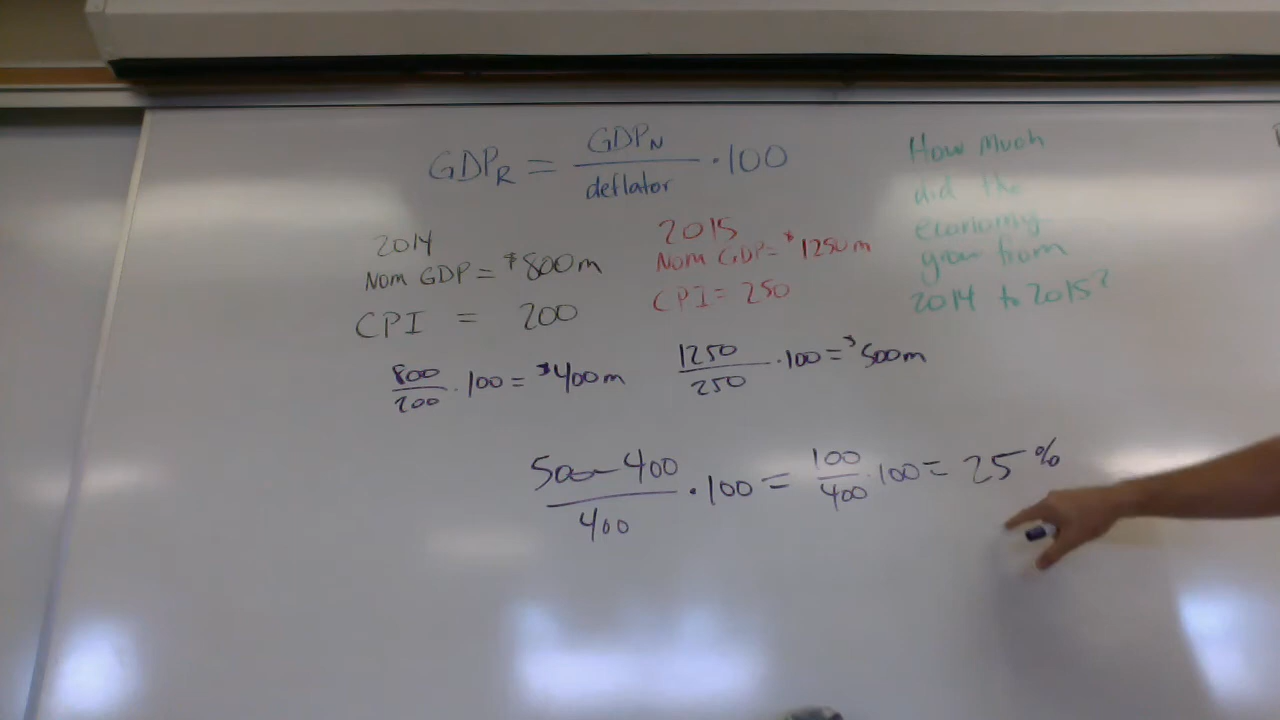 GDP_R = GDP_N / deflator · 100
2014
Nom GDP = $800m
CPI = 200
800 / 200 · 100 = $400m
2015
Nom GDP = $1250m
CPI = 250
1250 / 250 · 100 = $500m
How much
did the
economy
grow from
2014 to 2015?
500 - 400 / 400 · 100 = 100 / 400 · 100 = 25%